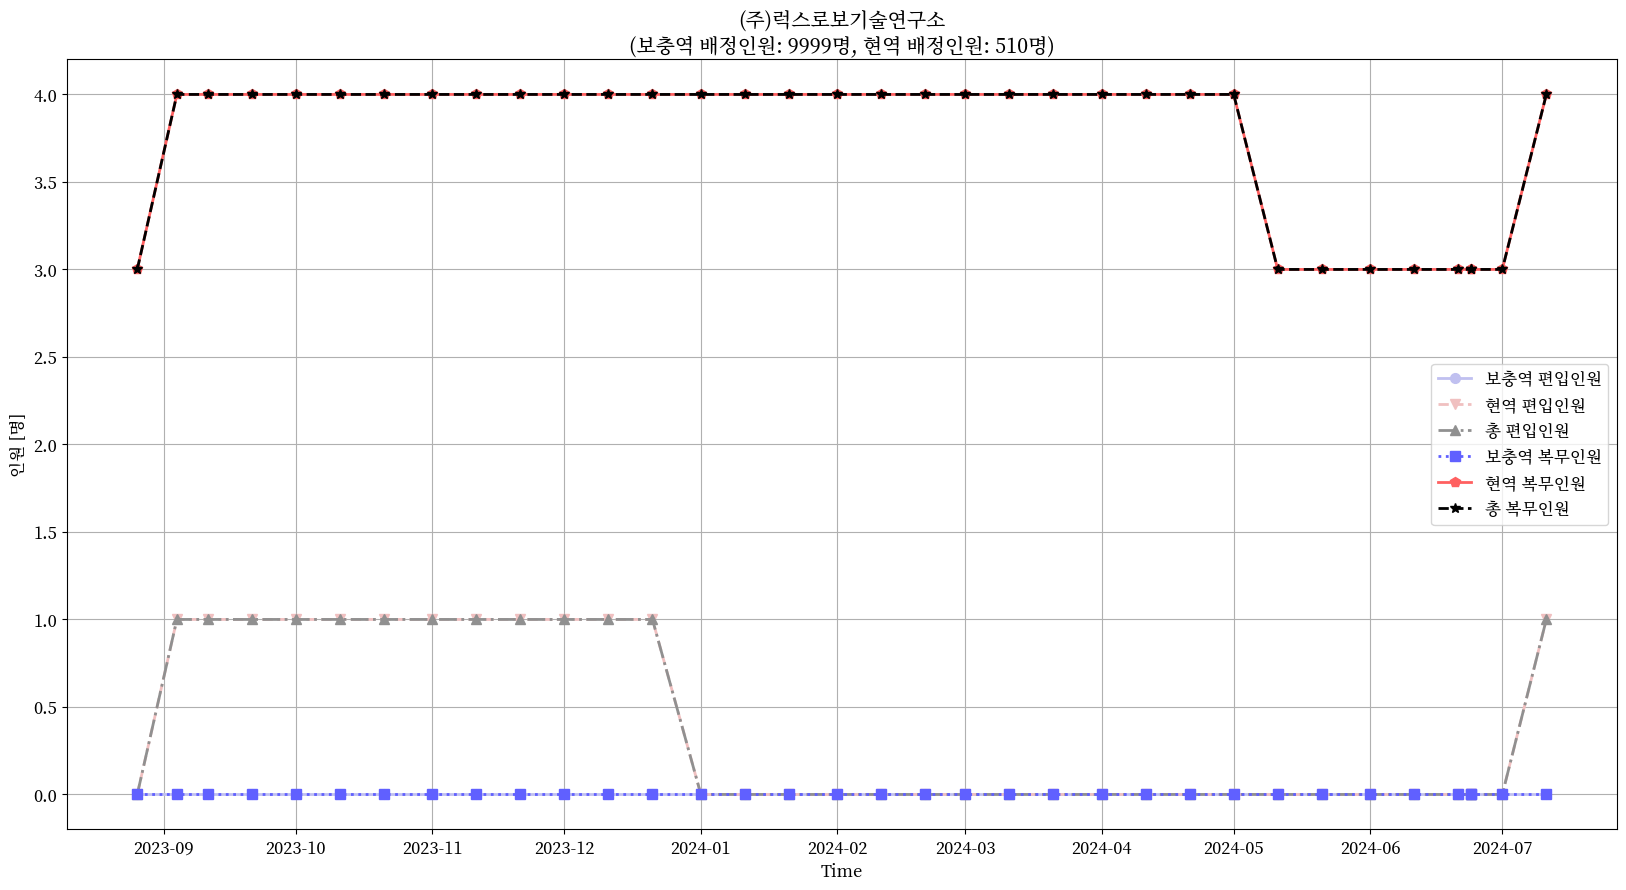 (주)럭스로보기술연구소
(보충역 배정인원: 9999명, 현역 배정인원: 510명)
4.0
3.5
3.0
2.5
2.0
1.5
1.0
0.5
0.0
인원 [명]
보충역 편입인원
현역 편입인원
총 편입인원
보충역 복무인원
현역 복무인원
총 복무인원
2023-09
2023-10
2023-11
2023-12
2024-01
2024-02
2024-03
2024-04
2024-05
2024-06
2024-07
Time